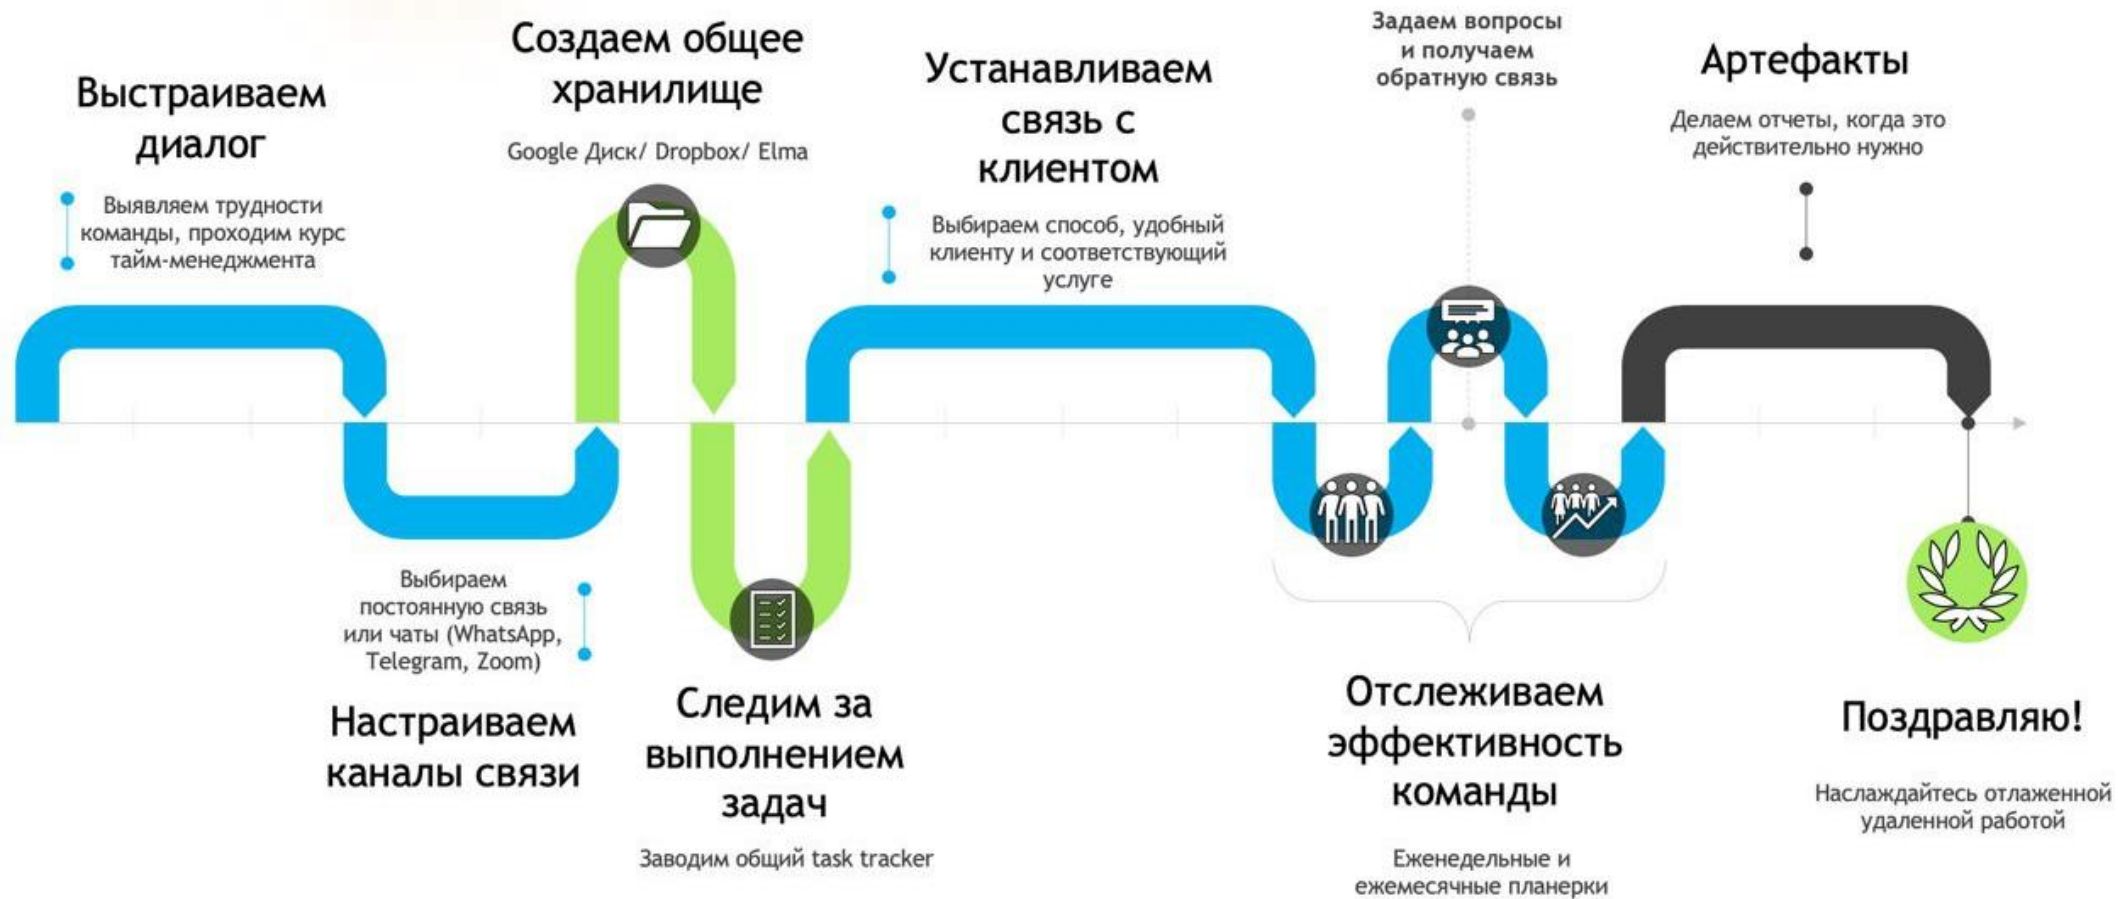 Выстраиваем
диалог
Выявляем трудности
команды, проходим курс
тайм-менеджмента
Выбираем
постоянную связь
или чаты (WhatsApp,
Telegram, Zoom)
Настраиваем
каналы связи
Создаем общее
хранилище
Google Диск/ Dropbox/ Elma
Следим за
выполнением
задач
Заводим общий task tracker
Устанавливаем
связь с
клиентом
Выбираем способ, удобный
клиенту и соответствующий
услуге
Задаем вопросы
и получаем
обратную связь
Отслеживаем
эффективность
команды
Еженедельные и
ежемесячные планерки
Артефакты
Делаем отчеты, когда это
действительно нужно
Поздравляю!
Наслаждайтесь отлаженной
удаленной работой